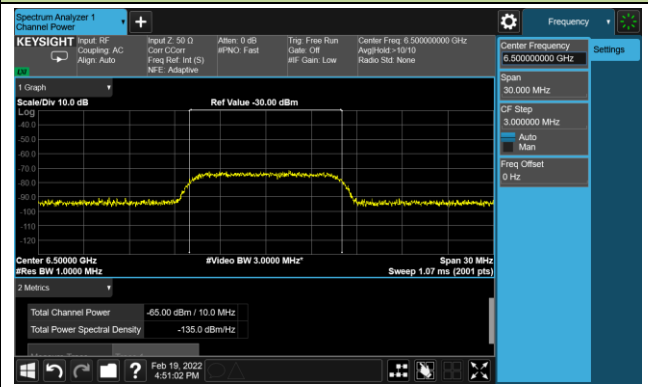 Spectrum Analyzer 1
Channel Power
Frequency
KEYSIGHT
Input: RF
Coupling: AC
Align: Auto
Input Z: 50 Ω
Corr CCorr
Freq Ref: Int (S)
NFE: Adaptive
Atten: 0 dB
#PNO: Fast
Trig: Free Run
Gate: Off
#IF Gain: Low
Center Freq: 6.500000000 GHz
Avg|Hold:>10/10
Radio Std: None
LXI
Center Frequency
6.500000000 GHz
Settings
Span
30.000 MHz
CF Step
3.000000 MHz
Auto
Man
Freq Offset
0 Hz
1 Graph
Scale/Div 10.0 dB
Ref Value -30.00 dBm
Log
-40.0
-50.0
-60.0
-70.0
-80.0
-90.0
-100
-110
-120
Center 6.50000 GHz
#Video BW 3.0000 MHz*
Span 30 MHz
#Res BW 1.0000 MHz
Sweep 1.07 ms (2001 pts)
2 Metrics
Total Channel Power -65.00 dBm / 10.0 MHz
Total Power Spectral Density -135.0 dBm/Hz
?
Feb 19, 2022
4:51:02 PM